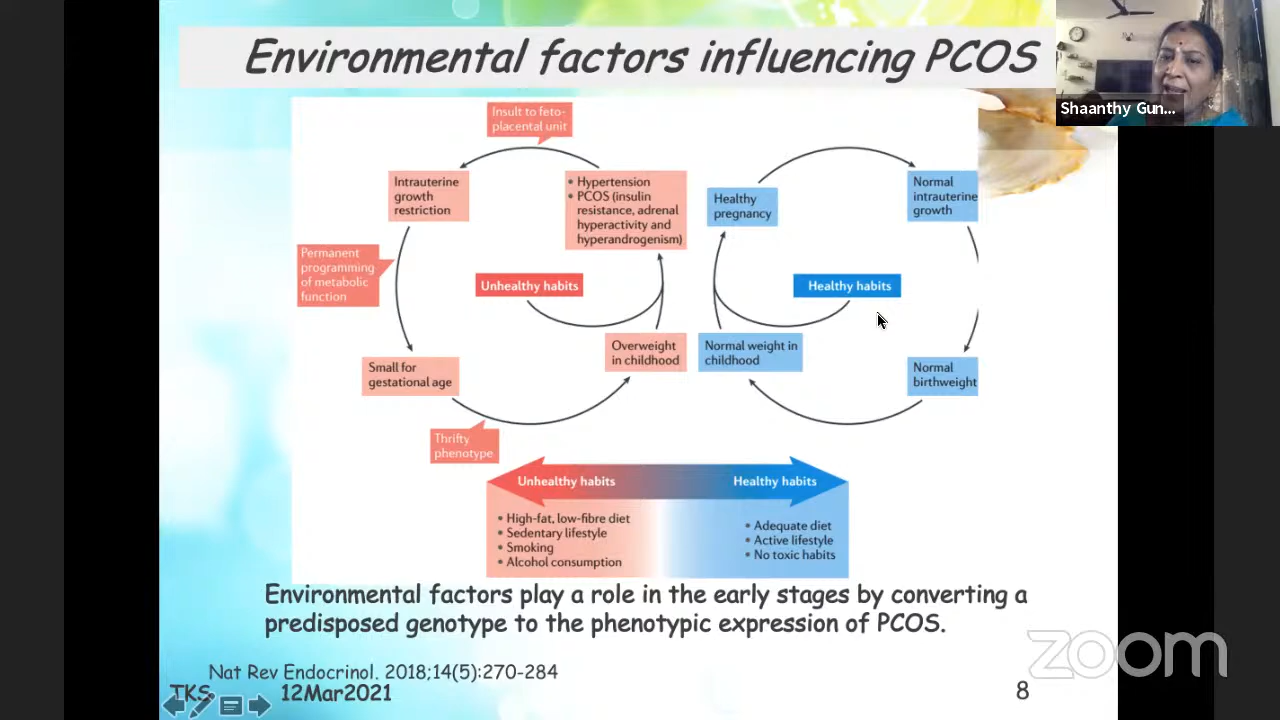 Environmental factors influencing PCOS
Shaanthy Gun...
Insult to feto-
placental unit
Intrauterine
growth
restriction
• Hypertension
• PCOS (insulin
resistance, adrenal
hyperactivity and
hyperandrogenism)
Healthy
pregnancy
Normal
intrauterine
growth
Permanent
programming
of metabolic
function
Unhealthy habits
Healthy habits
Overweight
in childhood
Normal weight in
childhood
Small for
gestational age
Normal
birthweight
Thrifty
phenotype
Unhealthy habits
Healthy habits
• High-fat, low-fibre diet
• Sedentary lifestyle
• Smoking
• Alcohol consumption
• Adequate diet
• Active lifestyle
• No toxic habits
Environmental factors play a role in the early stages by converting a
predisposed genotype to the phenotypic expression of PCOS.
Nat Rev Endocrinol. 2018;14(5):270-284
TKS
12Mar2021
8
zoom